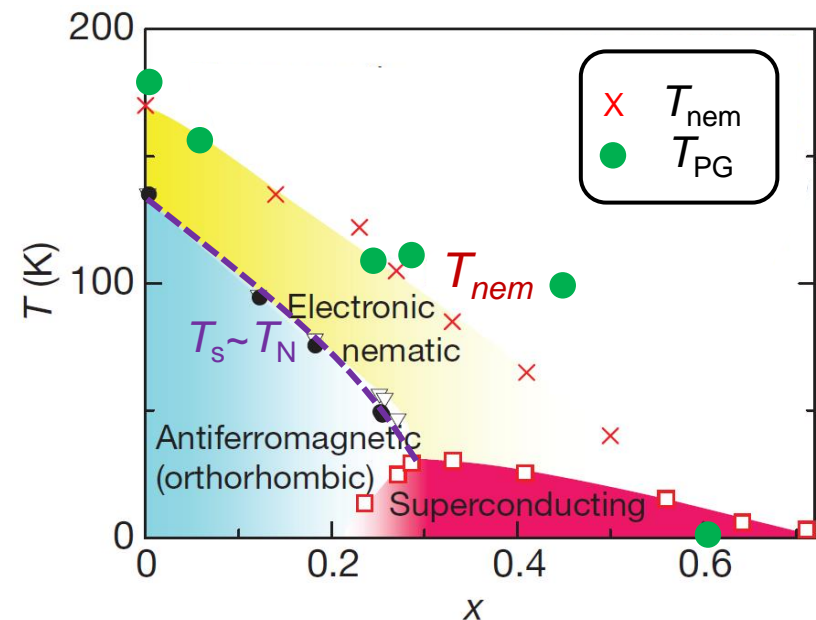 200
100
0
T (K)
X T_nem
T_PG
T_nem
Electronic
nematic
T_s~T_N
Antiferromagnetic
(orthorhombic)
Superconducting
0 0.2 0.4 0.6
x